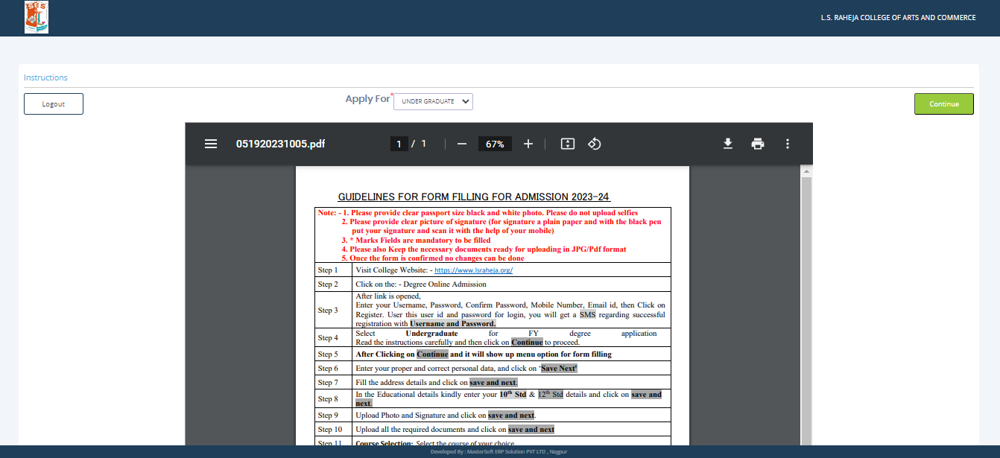 SES
L.S. RAHEJA COLLEGE OF ARTS AND COMMERCE
Instructions
Logout
Apply For*
UNDER GRADUATE
Continue
051920231005.pdf
1 / 1
67%
GUIDELINES FOR FORM FILLING FOR ADMISSION 2023-24
Note: - 1. Please provide clear passport size black and white photo. Please do not upload selfies
2. Please provide clear picture of signature (for signature a plain paper and with the black pen
put your signature and scan it with the help of your mobile)
3. * Marks Fields are mandatory to be filled
4. Please also Keep the necessary documents ready for uploading in JPG/Pdf format
5. Once the form is confirmed no changes can be done
Step 1 Visit College Website: - https://www.lsraheja.org/
Step 2 Click on the: - Degree Online Admission
Step 3 After link is opened,
Enter your Username, Password, Confirm Password, Mobile Number, Email id, then Click on
Register. User this user id and password for login, you will get a SMS regarding successful
registration with Username and Password.
Step 4 Select Undergraduate for FY degree application
Read the instructions carefully and then click on Continue to proceed.
Step 5 After Clicking on Continue and it will show up menu option for form filling
Step 6 Enter your proper and correct personal data, and click on ‘Save Next’
Step 7 Fill the address details and click on save and next.
Step 8 In the Educational details kindly enter your 10th Std & 12th Std details and click on save and
next.
Step 9 Upload Photo and Signature and click on save and next.
Step 10 Upload all the required documents and click on save and next
Step 11 Course Selection: Select the course of your choice
Developed By : MasterSoft ERP Solution PVT LTD , Nagpur